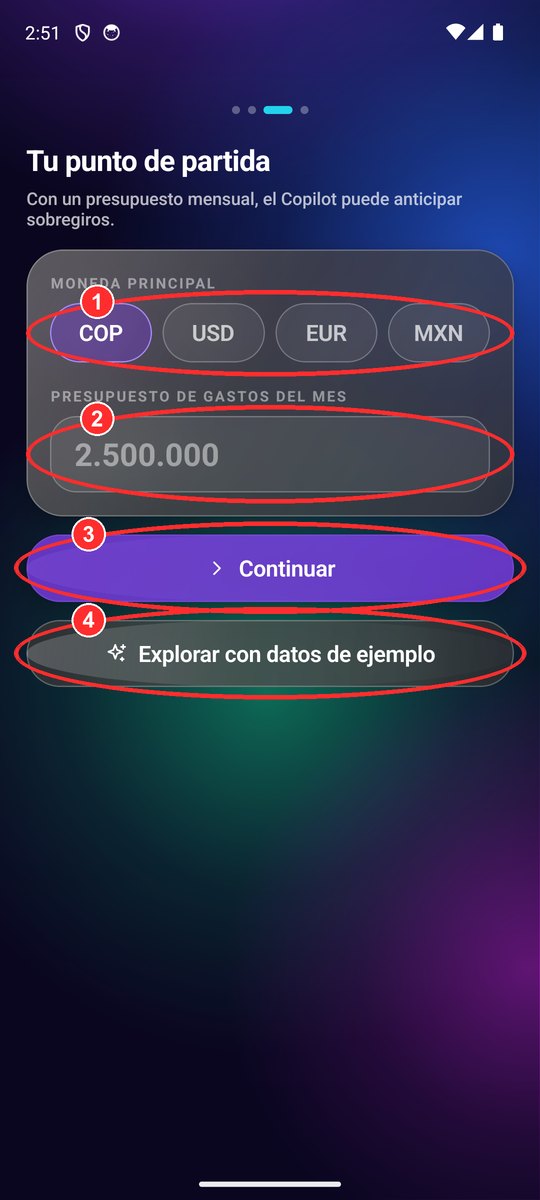 2:51
Tu punto de partida
Con un presupuesto mensual, el Copilot puede anticipar
sobregiros.
MONEDA PRINCIPAL
1
COP USD EUR MXN
PRESUPUESTO DE GASTOS DEL MES
2
2.500.000
3
Continuar
4
Explorar con datos de ejemplo